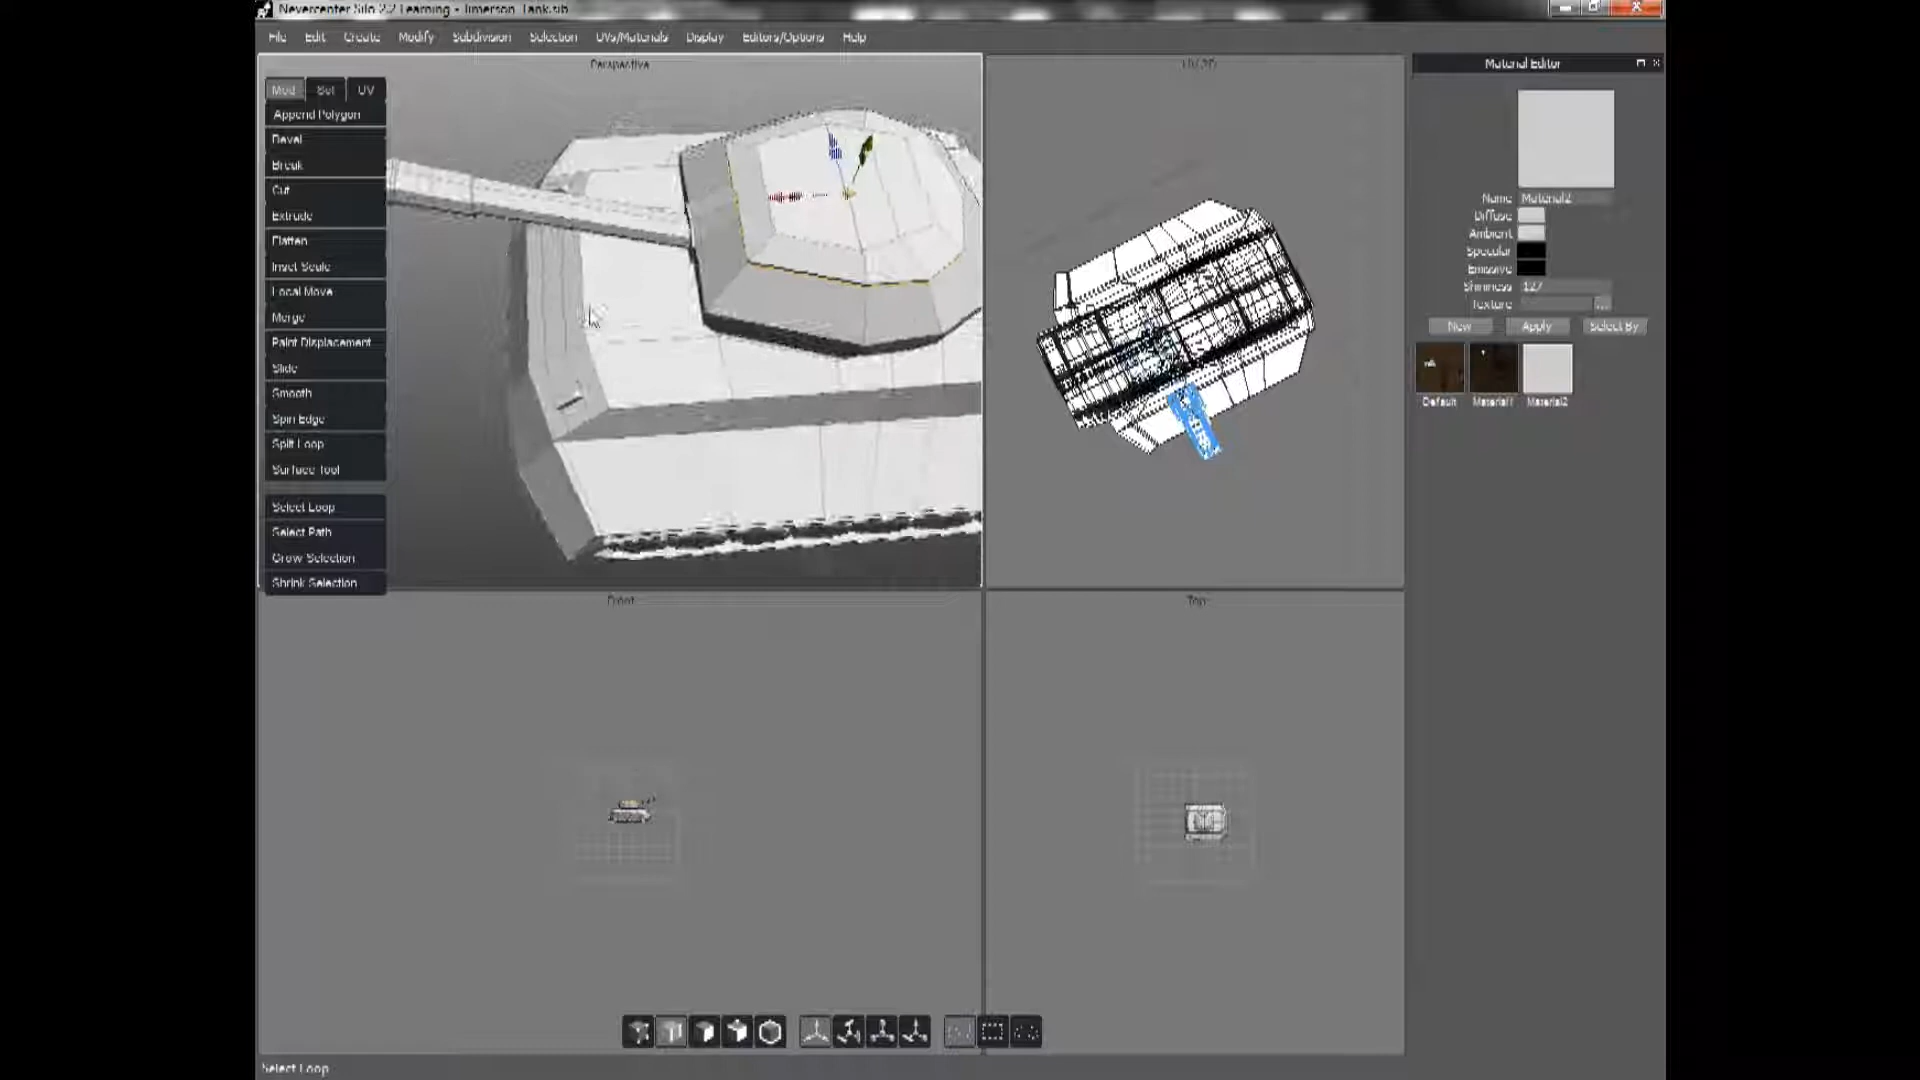 Nevercenter Silo 2.2 Learning - Timerson_Tank.sib
File Edit Create Modify Subdivision Selection UVs/Materials Display Editors/Options Help
Perspective
Material Editor
Mod Sel UV
Append Polygon
Bevel
Break
Cut
Extrude
Flatten
Inset Scale
Local Move
Merge
Paint Displacement
Slide
Smooth
Spin Edge
Split Loop
Surface Tool
Select Loop
Select Path
Grow Selection
Shrink Selection
Name Material2
Diffuse
Ambient
Specular
Emissive
Shininess 127
Texture ...
New Apply Select By
Default Material1 Material2
Front
Top
Select Loop